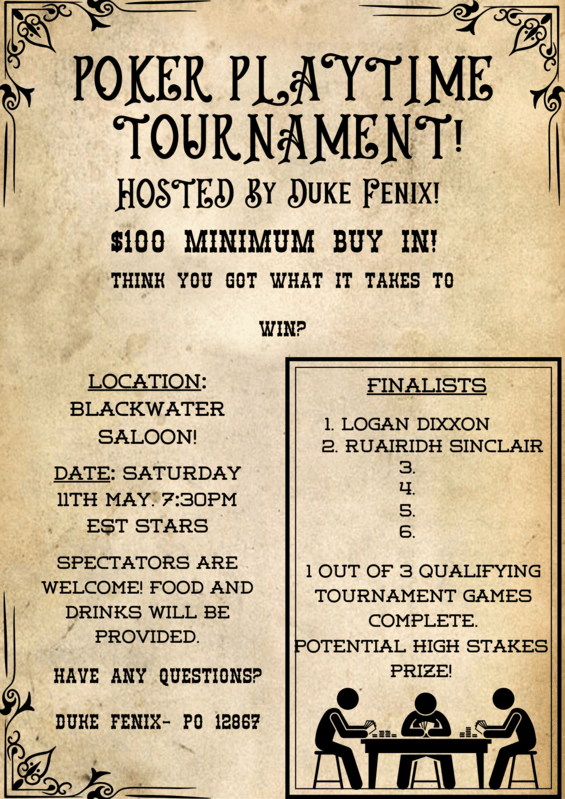 POKER PLAYTIME
TOURNAMENT!
HOSTED BY DUKE FENIX!
$100 MINIMUM BUY IN!
THINK YOU GOT WHAT IT TAKES TO
WIN?
LOCATION:
BLACKWATER
SALOON!
DATE: SATURDAY
11TH MAY. 7:30PM
EST STARS
SPECTATORS ARE
WELCOME! FOOD AND
DRINKS WILL BE
PROVIDED.
HAVE ANY QUESTIONS?
DUKE FENIX- PO 12867
FINALISTS
1. LOGAN DIXXON
2. RUAIRIDH SINCLAIR
3.
4.
5.
6.
1 OUT OF 3 QUALIFYING
TOURNAMENT GAMES
COMPLETE.
POTENTIAL HIGH STAKES
PRIZE!